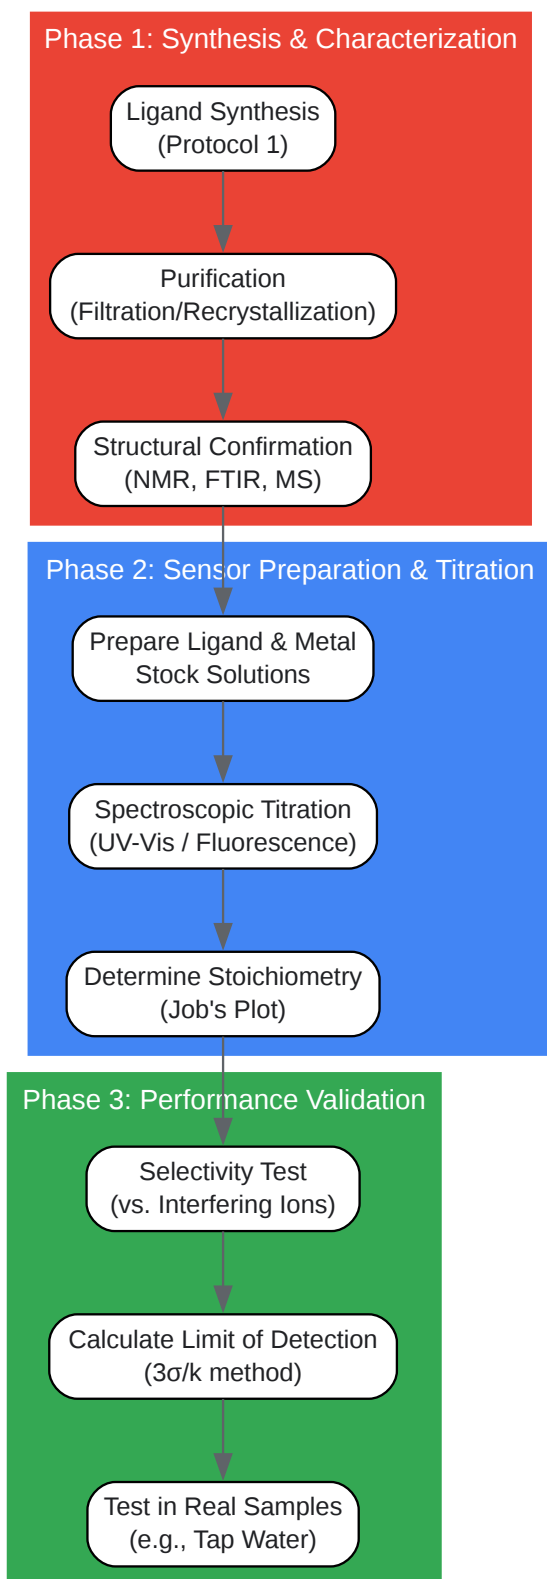 Phase 1: Synthesis & Characterization
Ligand Synthesis
(Protocol 1)
Purification
(Filtration/Recrystallization)
Structural Confirmation
(NMR, FTIR, MS)
Phase 2: Sensor Preparation & Titration
Prepare Ligand & Metal
Stock Solutions
Spectroscopic Titration
(UV-Vis / Fluorescence)
Determine Stoichiometry
(Job's Plot)
Phase 3: Performance Validation
Selectivity Test
(vs. Interfering Ions)
Calculate Limit of Detection
(3σ/k method)
Test in Real Samples
(e.g., Tap Water)